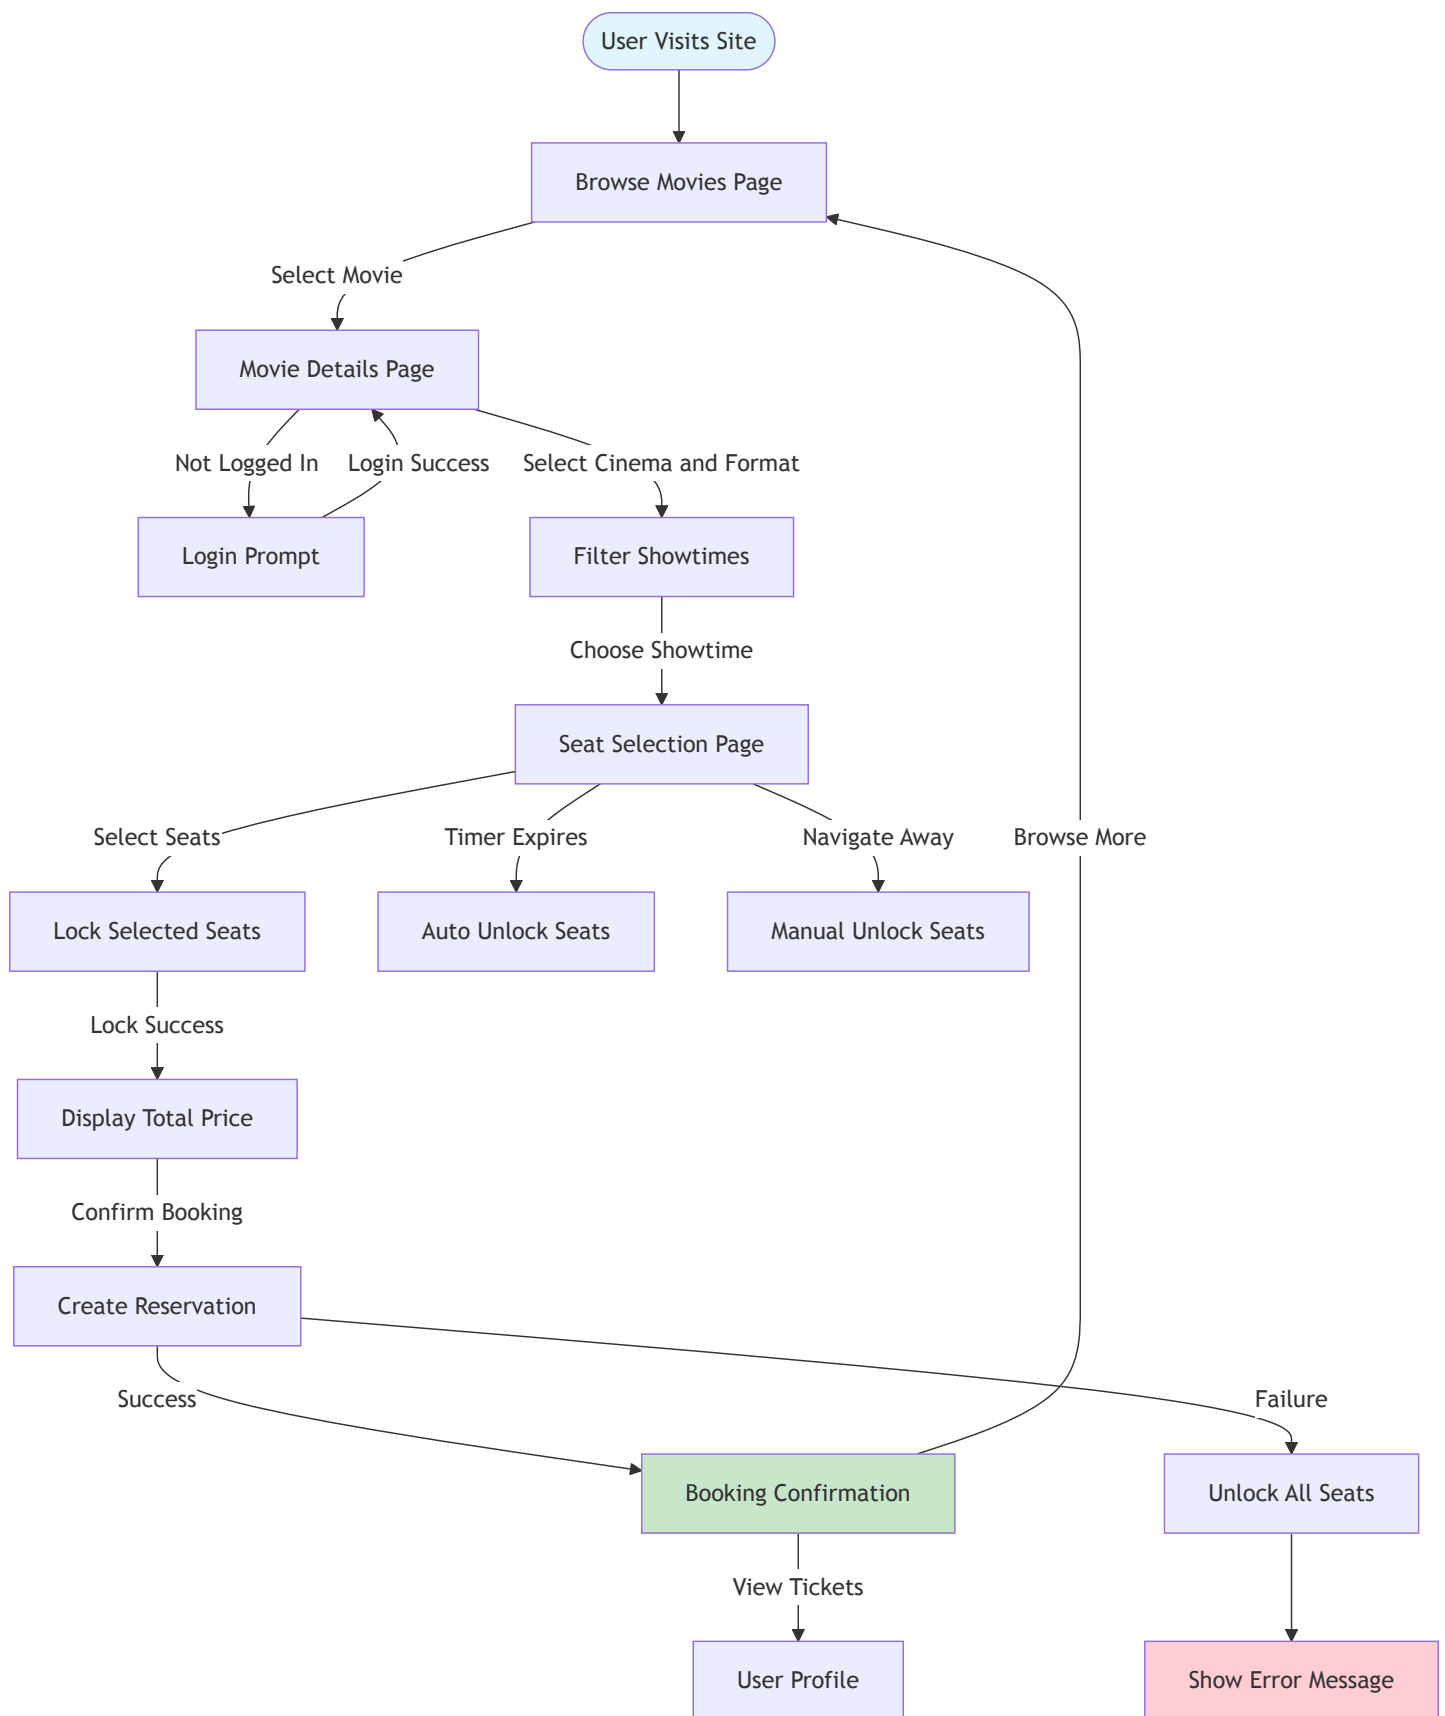 User Visits Site
Browse Movies Page
Select Movie
Movie Details Page
Not Logged In
Login Success
Select Cinema and Format
Login Prompt
Filter Showtimes
Choose Showtime
Seat Selection Page
Select Seats
Timer Expires
Navigate Away
Browse More
Lock Selected Seats
Auto Unlock Seats
Manual Unlock Seats
Lock Success
Display Total Price
Confirm Booking
Create Reservation
Success
Failure
Booking Confirmation
Unlock All Seats
View Tickets
User Profile
Show Error Message